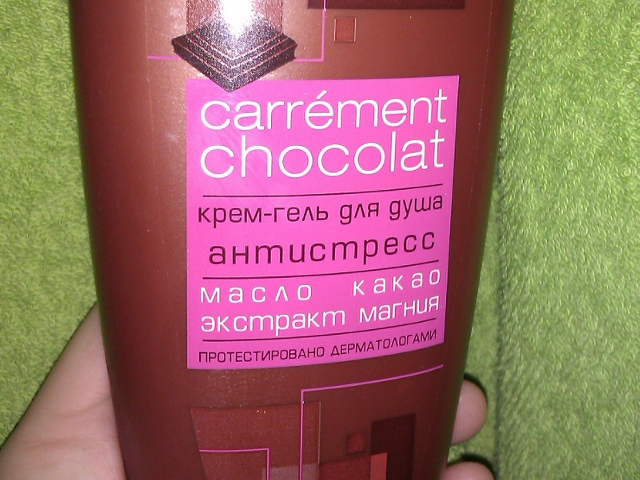 carrément
chocolat
крем-гель для душа
антистресс
масло какао
экстракт магния
ПРОТЕСТИРОВАНО ДЕРМАТОЛОГАМИ